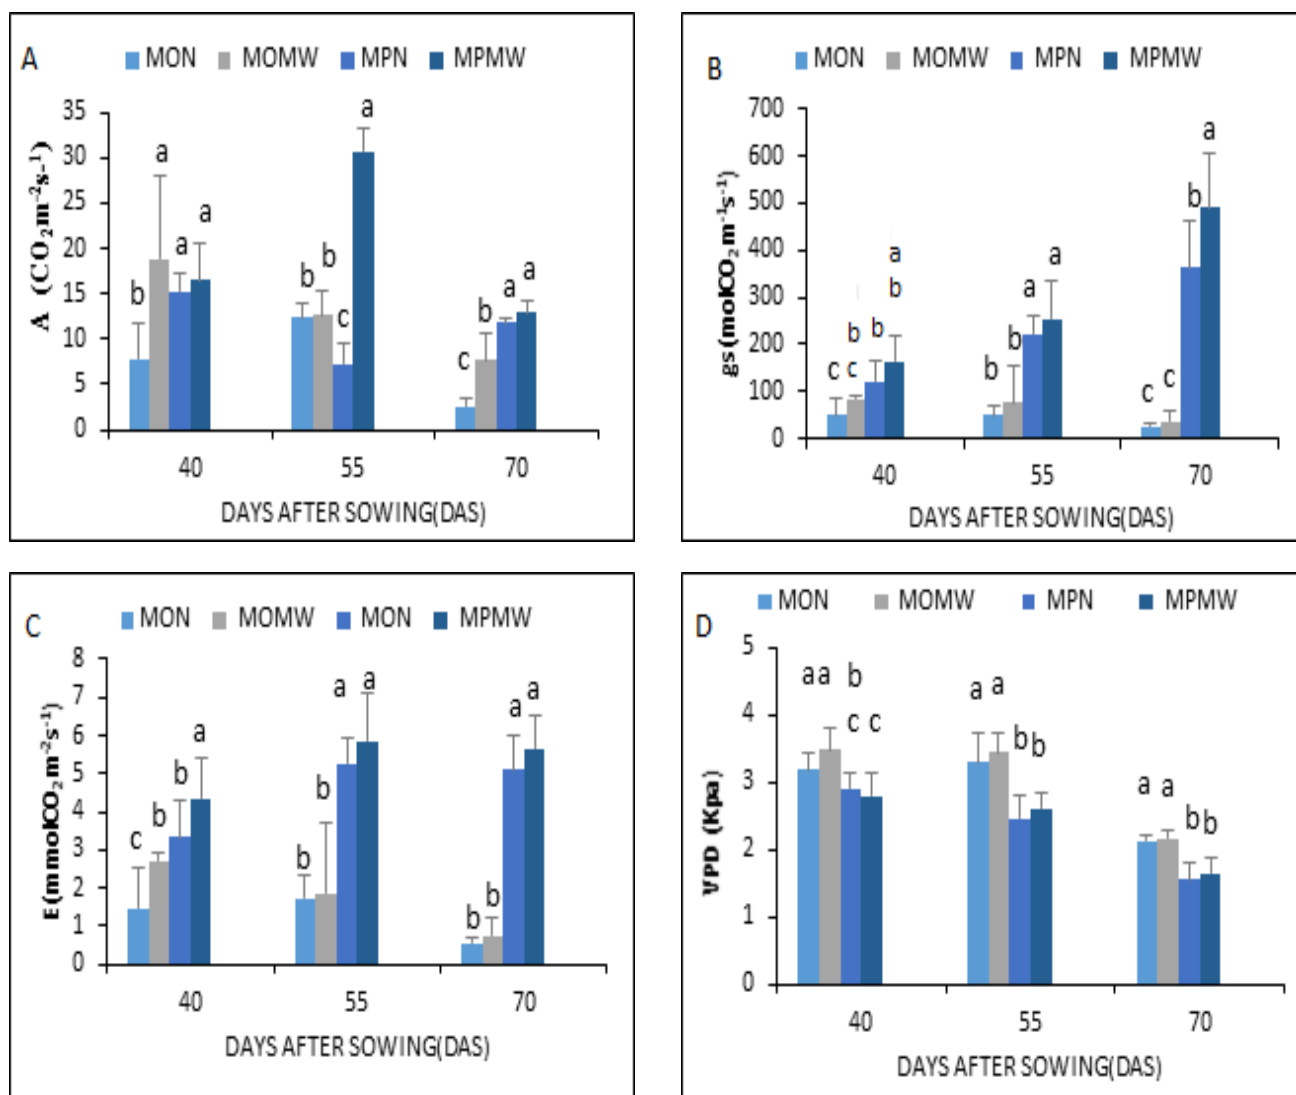 A
MON MOMW MPN MPMW
A (CO₂m⁻²s-¹)
35
30
25
20
15
10
5
0
b a a a
b b c a
c b a a
40 55 70
DAYS AFTER SOWING(DAS)
B
MON MOMW MPN MPMW
gs(molCO₂m⁻¹s⁻¹)
700
600
500
400
300
200
100
0
a
b b b
c c
b b a a
c c b a
40 55 70
DAYS AFTER SOWING(DAS)
C
MON MOMW MON MPMW
E(mmolCO₂m⁻²s⁻¹)
8
7
6
5
4
3
2
1
0
c b b a
b b a a
b b a a
40 55 70
DAYS AFTER SOWING(DAS)
D
MON MOMW MPN MPMW
VPD (Kpa)
5
4
3
2
1
0
a a b
c c
a a b b
a a b b
40 55 70
DAYS AFTER SOWING(DAS)